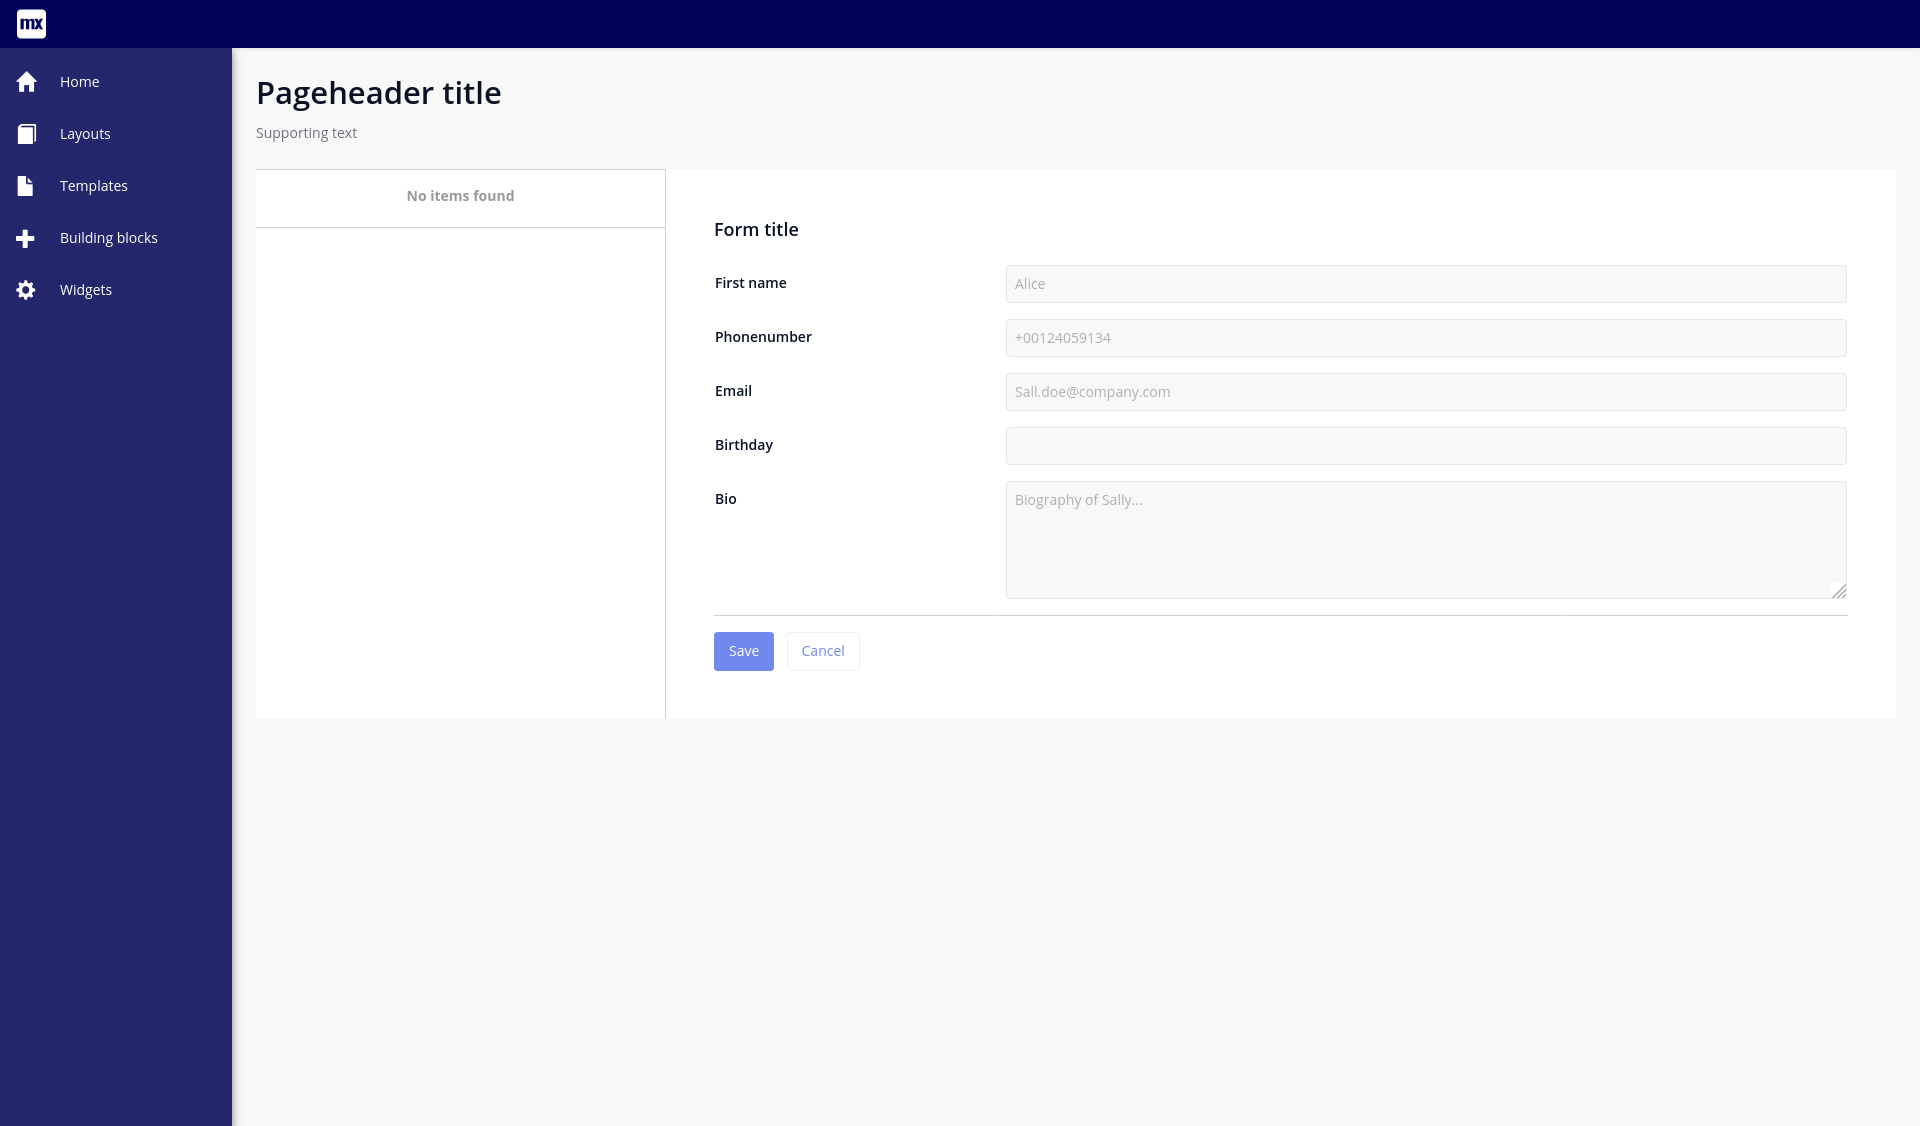 mx
Home
Layouts
Templates
Building blocks
Widgets
Pageheader title
Supporting text
No items found
Form title
First name
Alice
Phonenumber
+00124059134
Email
Sall.doe@company.com
Birthday
Bio
Biography of Sally...
Save
Cancel